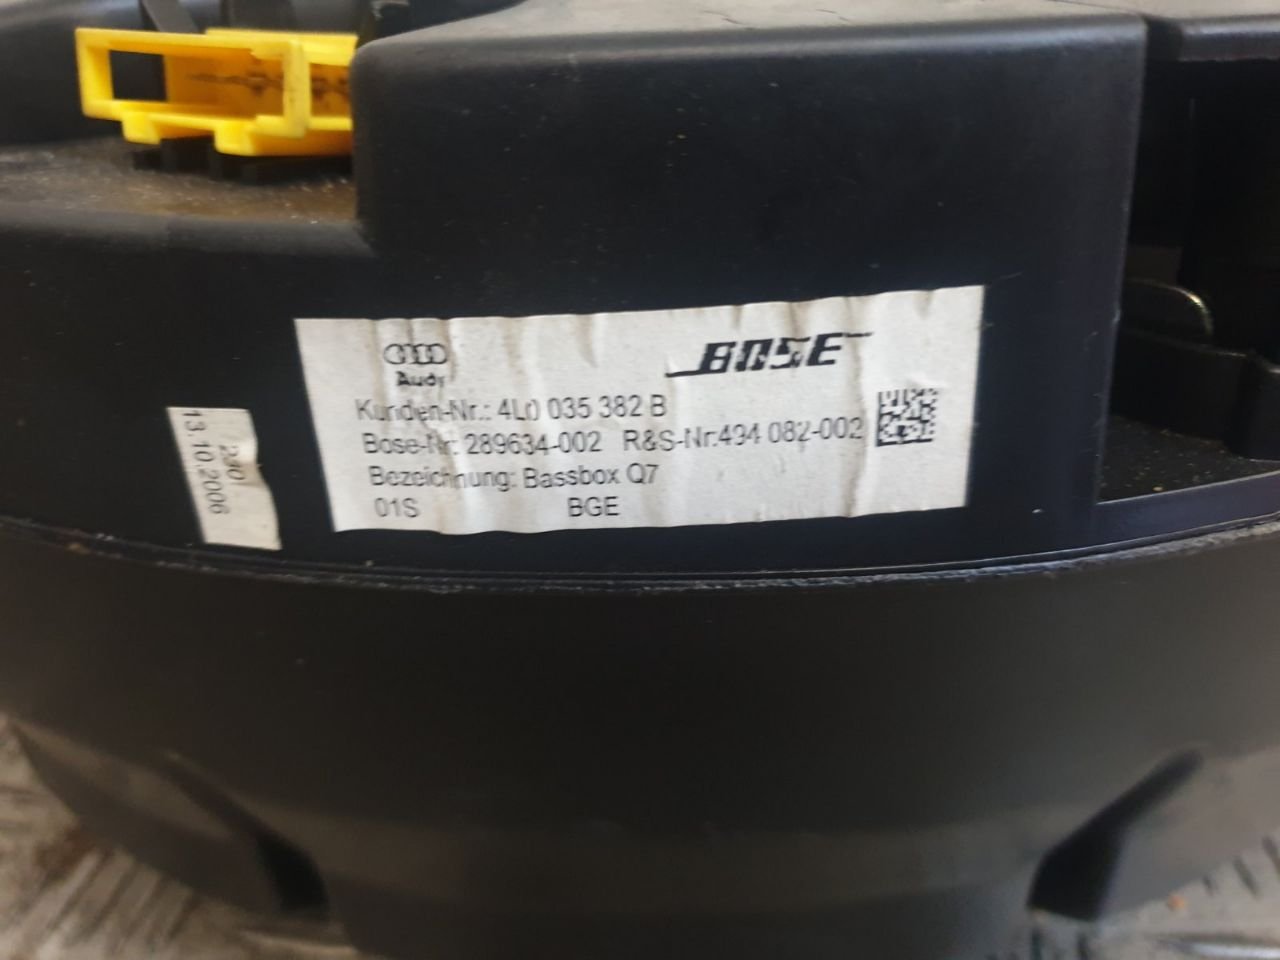 Audi
BOSE
Kunden-Nr.: 4L0 035 382 B
Bose-Nr: 289634-002 R&S-Nr.494 082-002
Bezeichnung: Bassbox Q7
01S BGE
13.10.2006